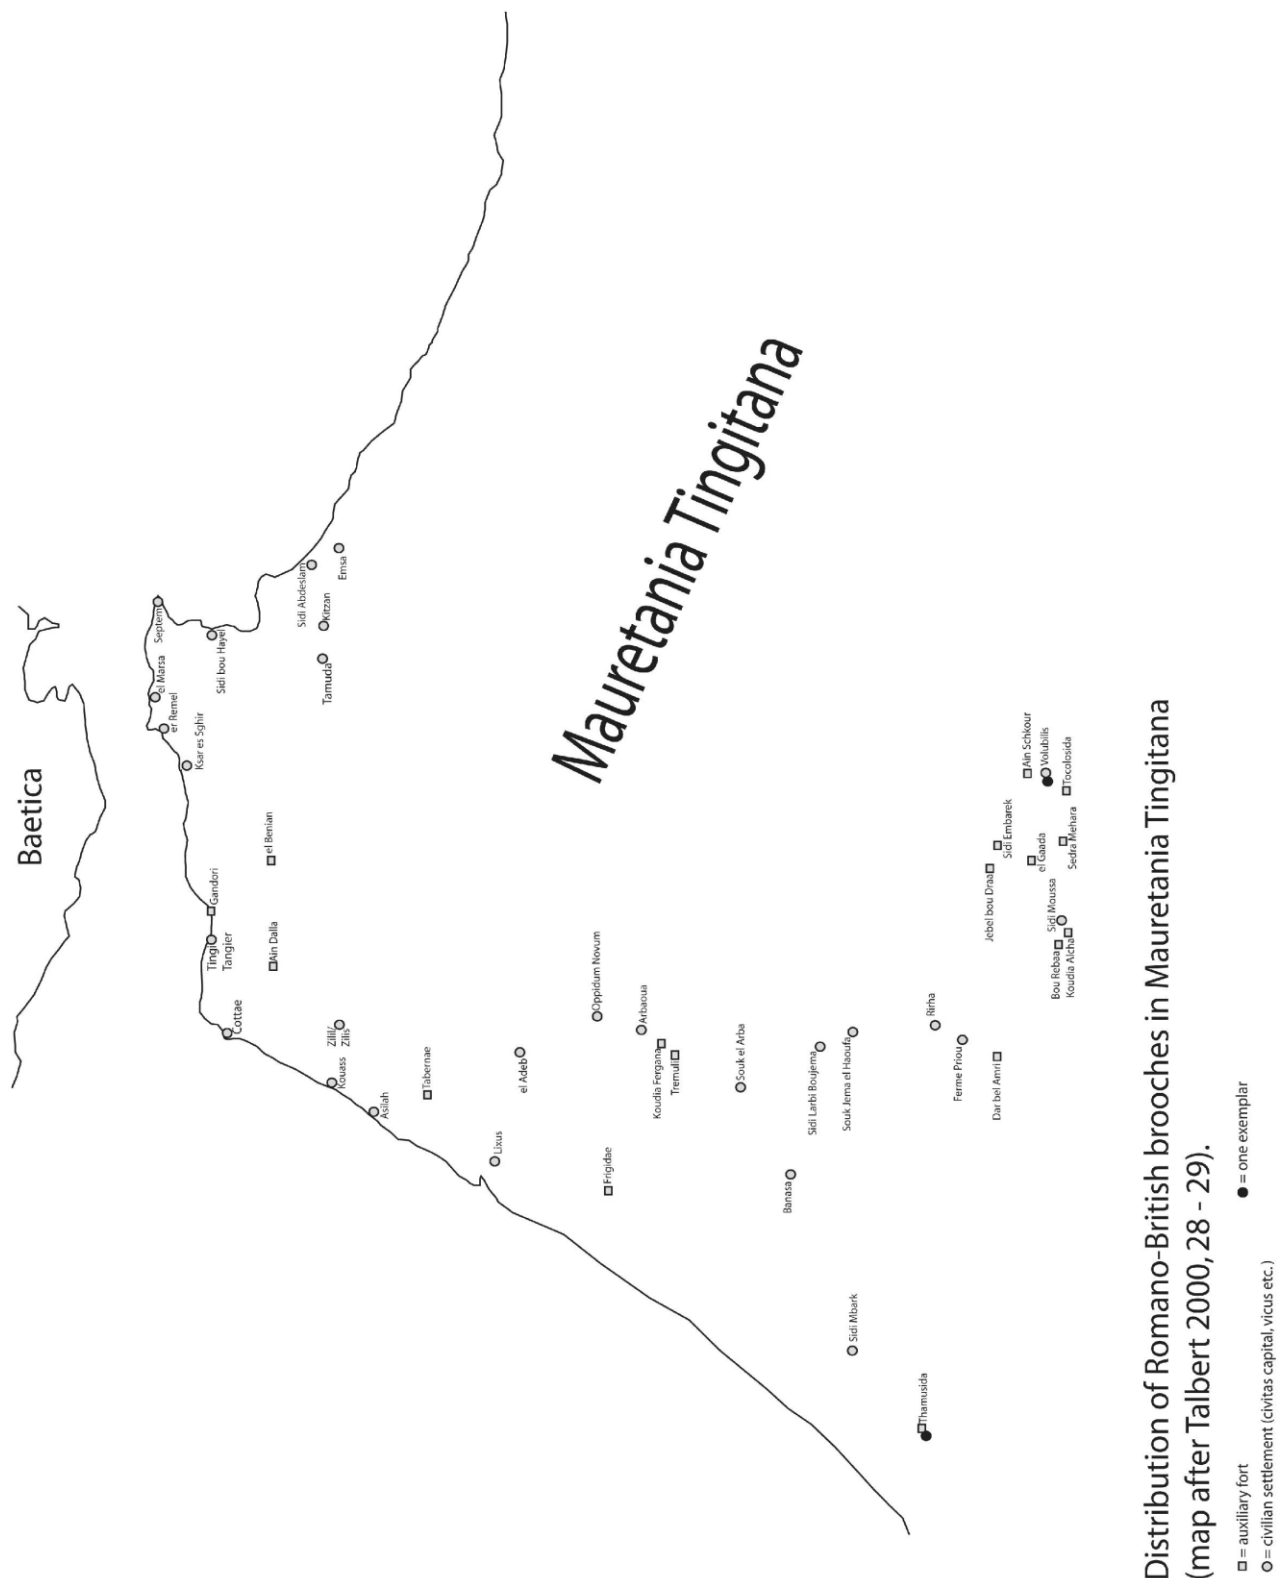 Baetica
Septem
el Marsa
er Remel
Sidi bou Hayel
Ksar es Sghir
Sidi Abdeslam
Emsa
Kitzan
Tamuda
el Benian
Gandori
Tingi
Tangier
Ain Dalla
Cottae
Zilil/
Zilis
Kouass
Asilah
Tabernae
el Adeb
Lixus
Oppidum Novum
Arbaoua
Koudia Fergana
Tremuli
Frigidae
Souk el Arba
Mauretania Tingitana
Sidi Larbi Boujema
Souk Jema el Haoufa
Banasa
Rirha
Ferme Priou
Dar bel Amri
Sidi Mbark
Thamusida
Ain Schkour
Volubilis
Tocolosida
Sidi Embarek
Jebel bou Draa
el Gaada
Sedra Mehara
Sidi Moussa
Bou Rebaa
Koudia Alcha
Distribution of Romano-British brooches in Mauretania Tingitana
(map after Talbert 2000, 28 - 29).
= auxiliary fort
= one exemplar
= civilian settlement (civitas capital, vicus etc.)